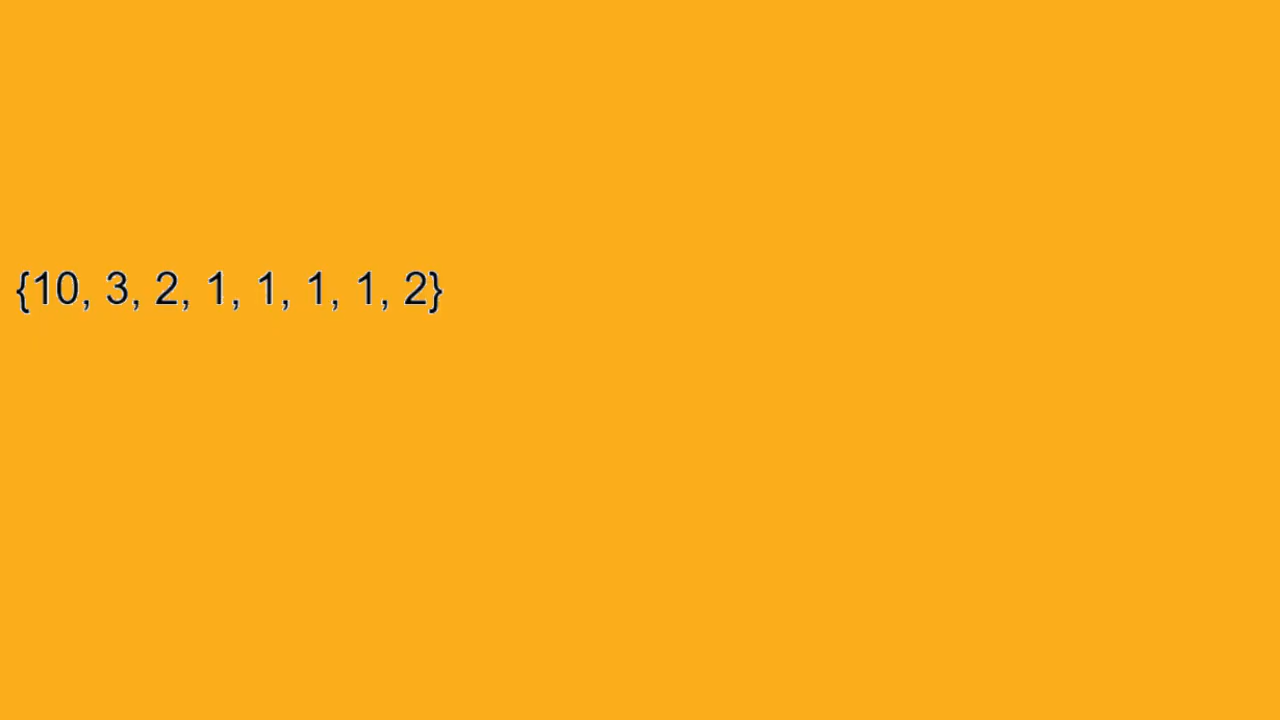 {10, 3, 2, 1, 1, 1, 1, 2}